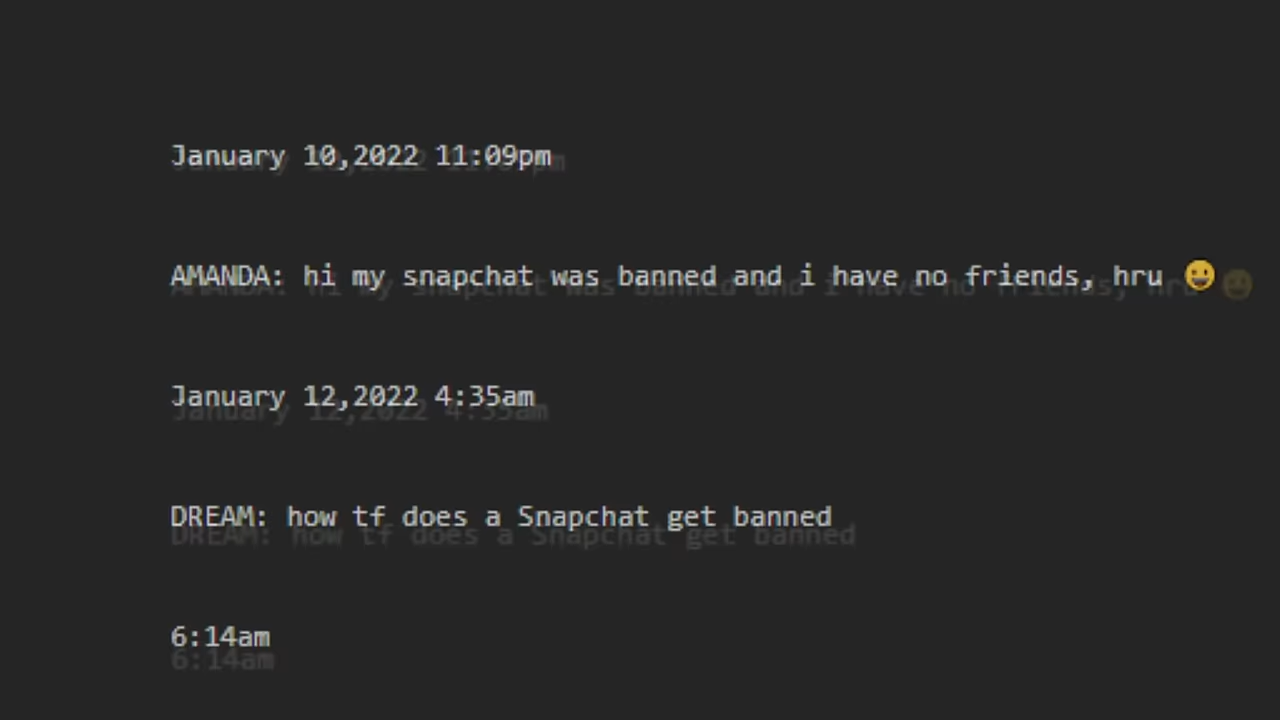 January 10,2022 11:09pm
AMANDA: hi my snapchat was banned and i have no friends, hru 😀
January 12,2022 4:35am
DREAM: how tf does a Snapchat get banned
6:14am